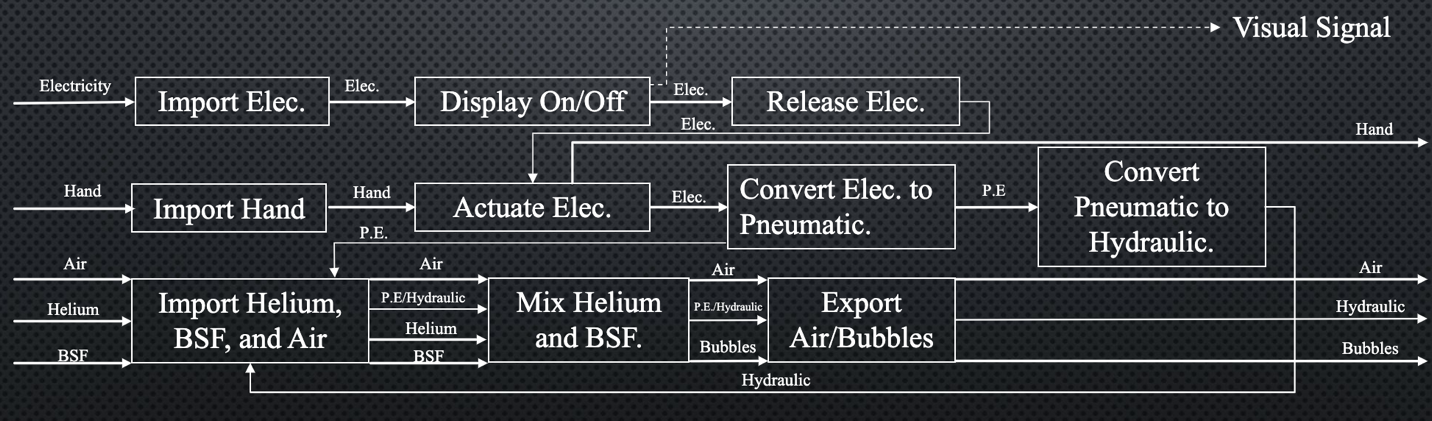 Visual Signal
Electricity
Import Elec.
Elec.
Display On/Off
Elec.
Release Elec.
Elec.
Hand
Hand
Import Hand
Hand
Actuate Elec.
Elec.
Convert Elec. to
Pneumatic.
P.E
Convert
Pneumatic to
Hydraulic.
P.E.
Air
Helium
BSF
Import Helium,
BSF, and Air
Air
P.E/Hydraulic
Helium
BSF
Mix Helium
and BSF.
Air
P.E./Hydraulic
Bubbles
Export
Air/Bubbles
Air
Hydraulic
Bubbles
Hydraulic